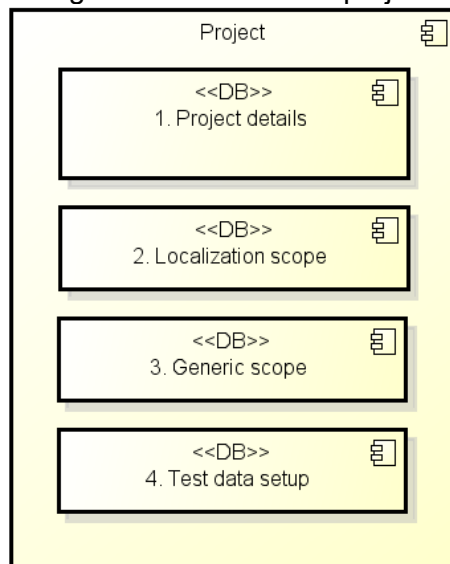 Project
<<DB>>
1. Project details
<<DB>>
2. Localization scope
<<DB>>
3. Generic scope
<<DB>>
4. Test data setup